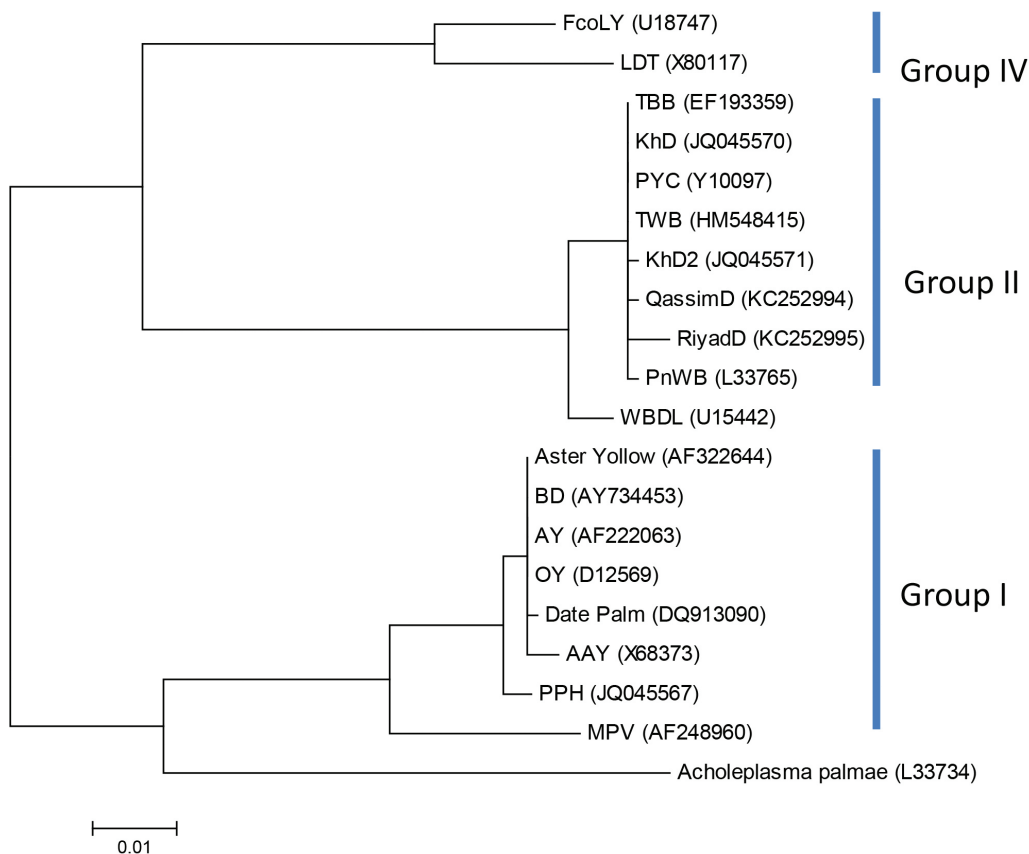 FcoLY (U18747)
LDT (X80117)
Group IV
TBB (EF193359)
KhD (JQ045570)
PYC (Y10097)
TWB (HM548415)
KhD2 (JQ045571)
Group II
QassimD (KC252994)
RiyadD (KC252995)
PnWB (L33765)
WBDL (U15442)
Aster Yollow (AF322644)
BD (AY734453)
AY (AF222063)
OY (D12569)
Group I
Date Palm (DQ913090)
AAY (X68373)
PPH (JQ045567)
MPV (AF248960)
Acholeplasma palmae (L33734)
0.01